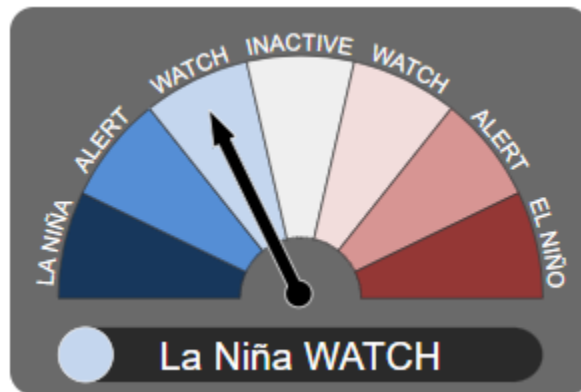 LA NIÑA
ALERT
WATCH
INACTIVE
WATCH
ALERT
EL NIÑO
La Niña WATCH